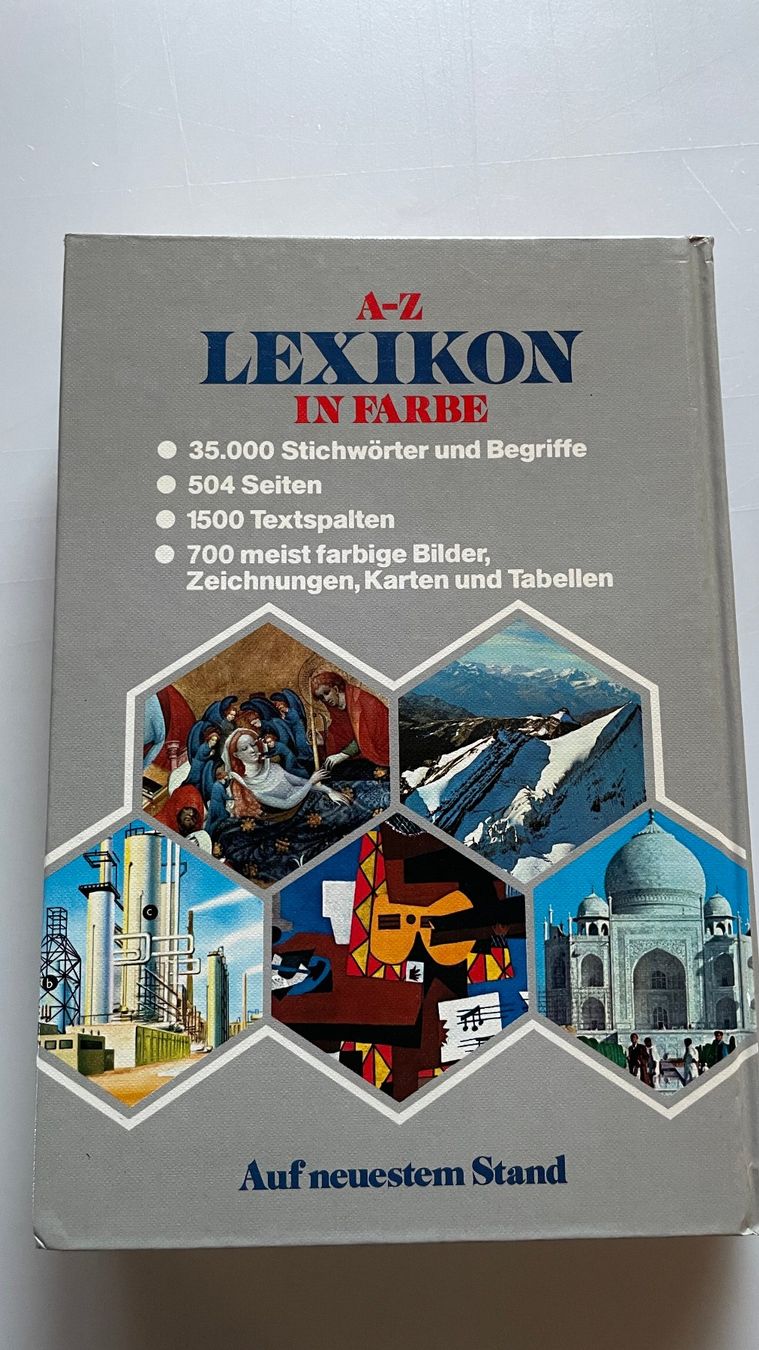 A-Z
LEXIKON
IN FARBE
● 35.000 Stichwörter und Begriffe
● 504 Seiten
● 1500 Textspalten
● 700 meist farbige Bilder,
Zeichnungen, Karten und Tabellen
c
b
Auf neuestem Stand